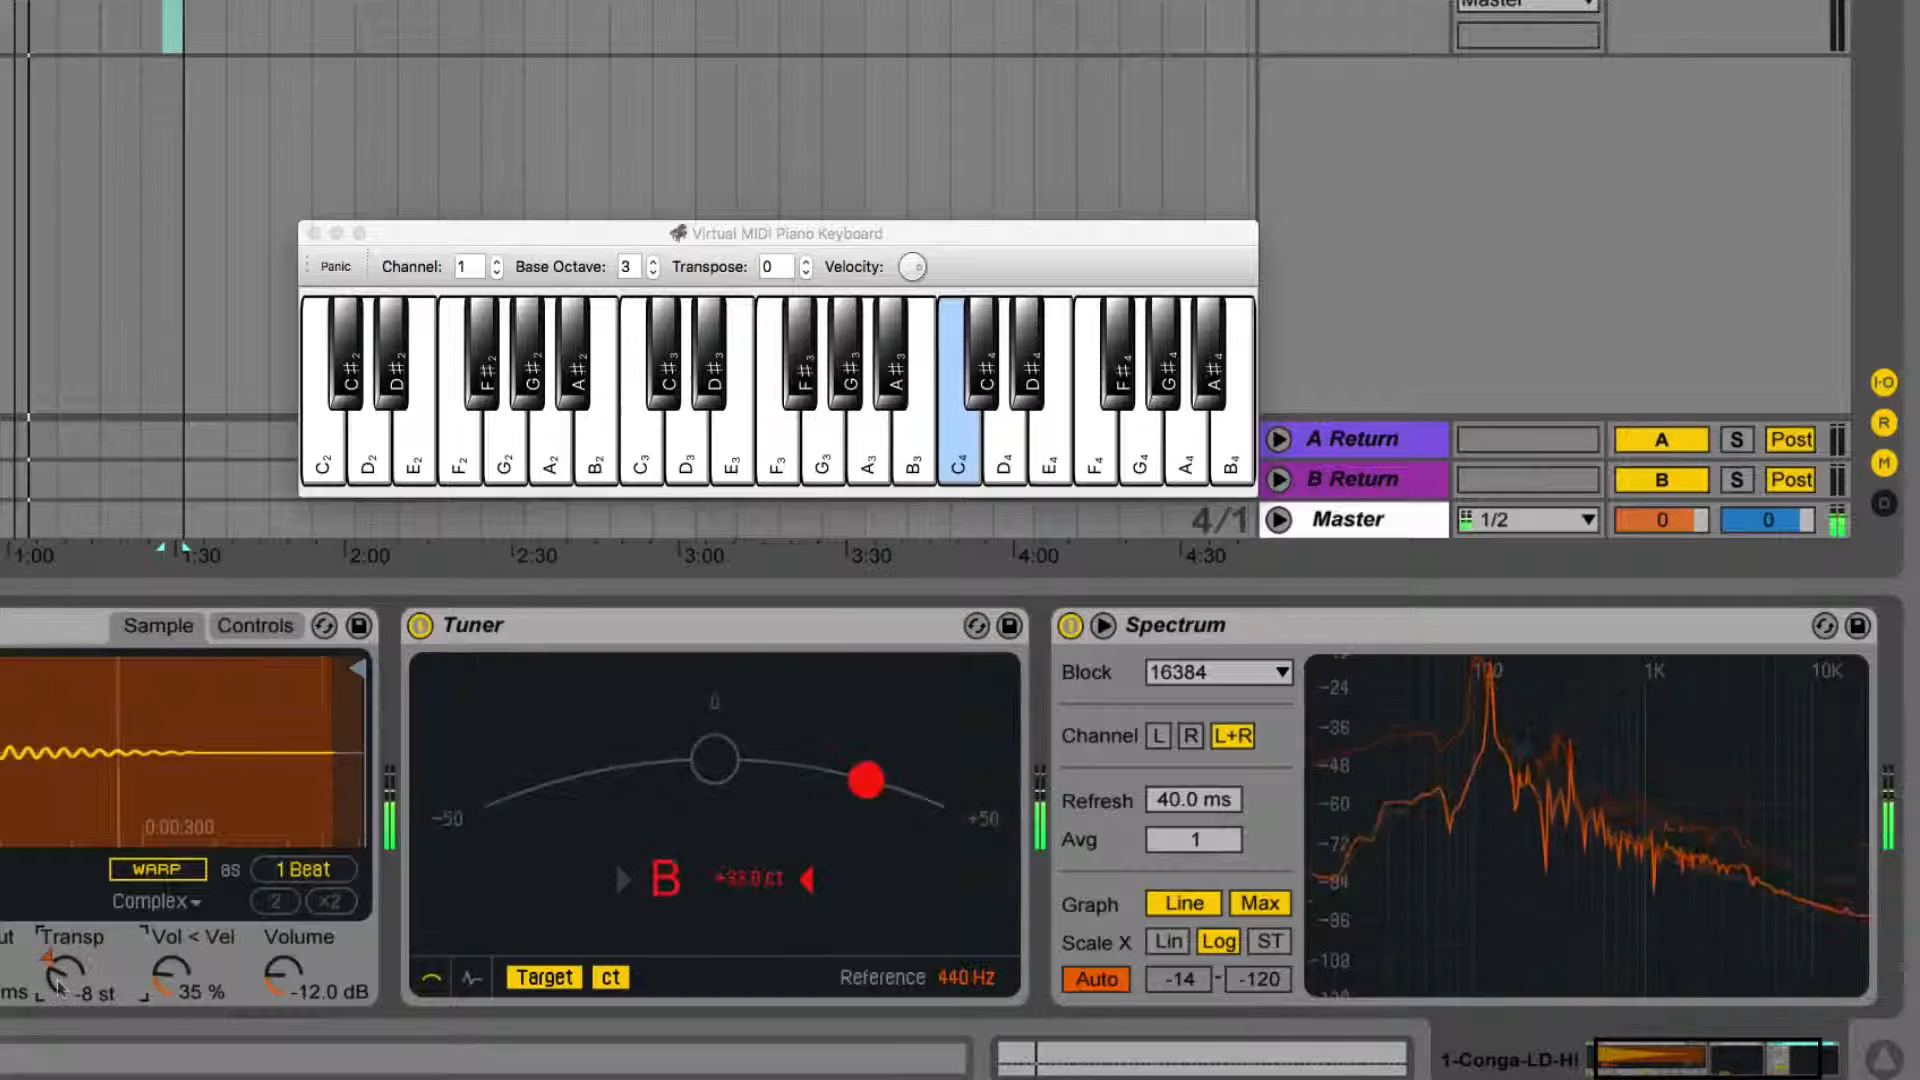 Master
Virtual MIDI Piano Keyboard
Panic Channel: 1 Base Octave: 3 Transpose: 0 Velocity:
C#2 D#2 F#2 G#2 A#2 C#3 D#3 F#3 G#3 A#3 C#4 D#4 F#4 G#4 A#4
C2 D2 E2 F2 G2 A2 B2 C3 D3 E3 F3 G3 A3 B3 C4 D4 E4 F4 G4 A4 B4
I-O
R
M
D
A Return A S Post
B Return B S Post
4/1 Master 1/2 0 0
1:00 1:30 2:00 2:30 3:00 3:30 4:00 4:30
Sample Controls
0:00:300
WARP as 1 Beat
Complex :2 ×2
Transp Vol < Vel Volume
ms -8 st 35 % -12.0 dB
Tuner
0
-50 +50
B
Target ct Reference 440 Hz
Spectrum
Block 16384
Channel L R L+R
Refresh 40.0 ms
Avg 1
Graph Line Max
Scale X Lin Log ST
Auto -14 - -120
100 1K 10K
-24
-36
-48
-60
-72
-84
-96
-108
1-Conga-LD-Hi